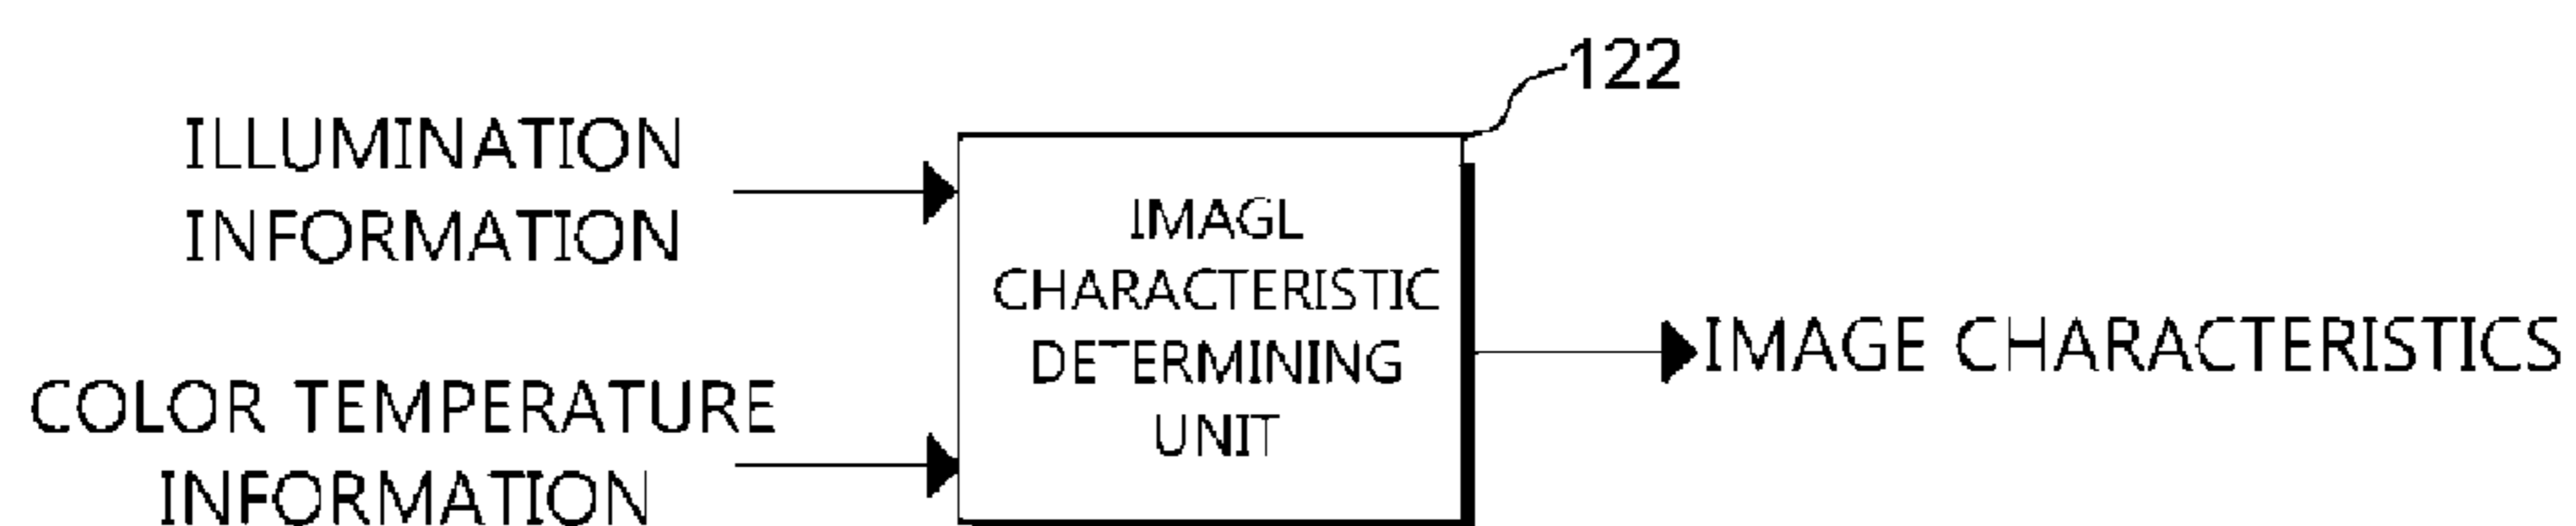 122
ILLUMINATION
INFORMATION
IMAGL
CHARACTERISTIC
DETERMINING
UNIT
IMAGE CHARACTERISTICS
COLOR TEMPERATURE
INFORMATION